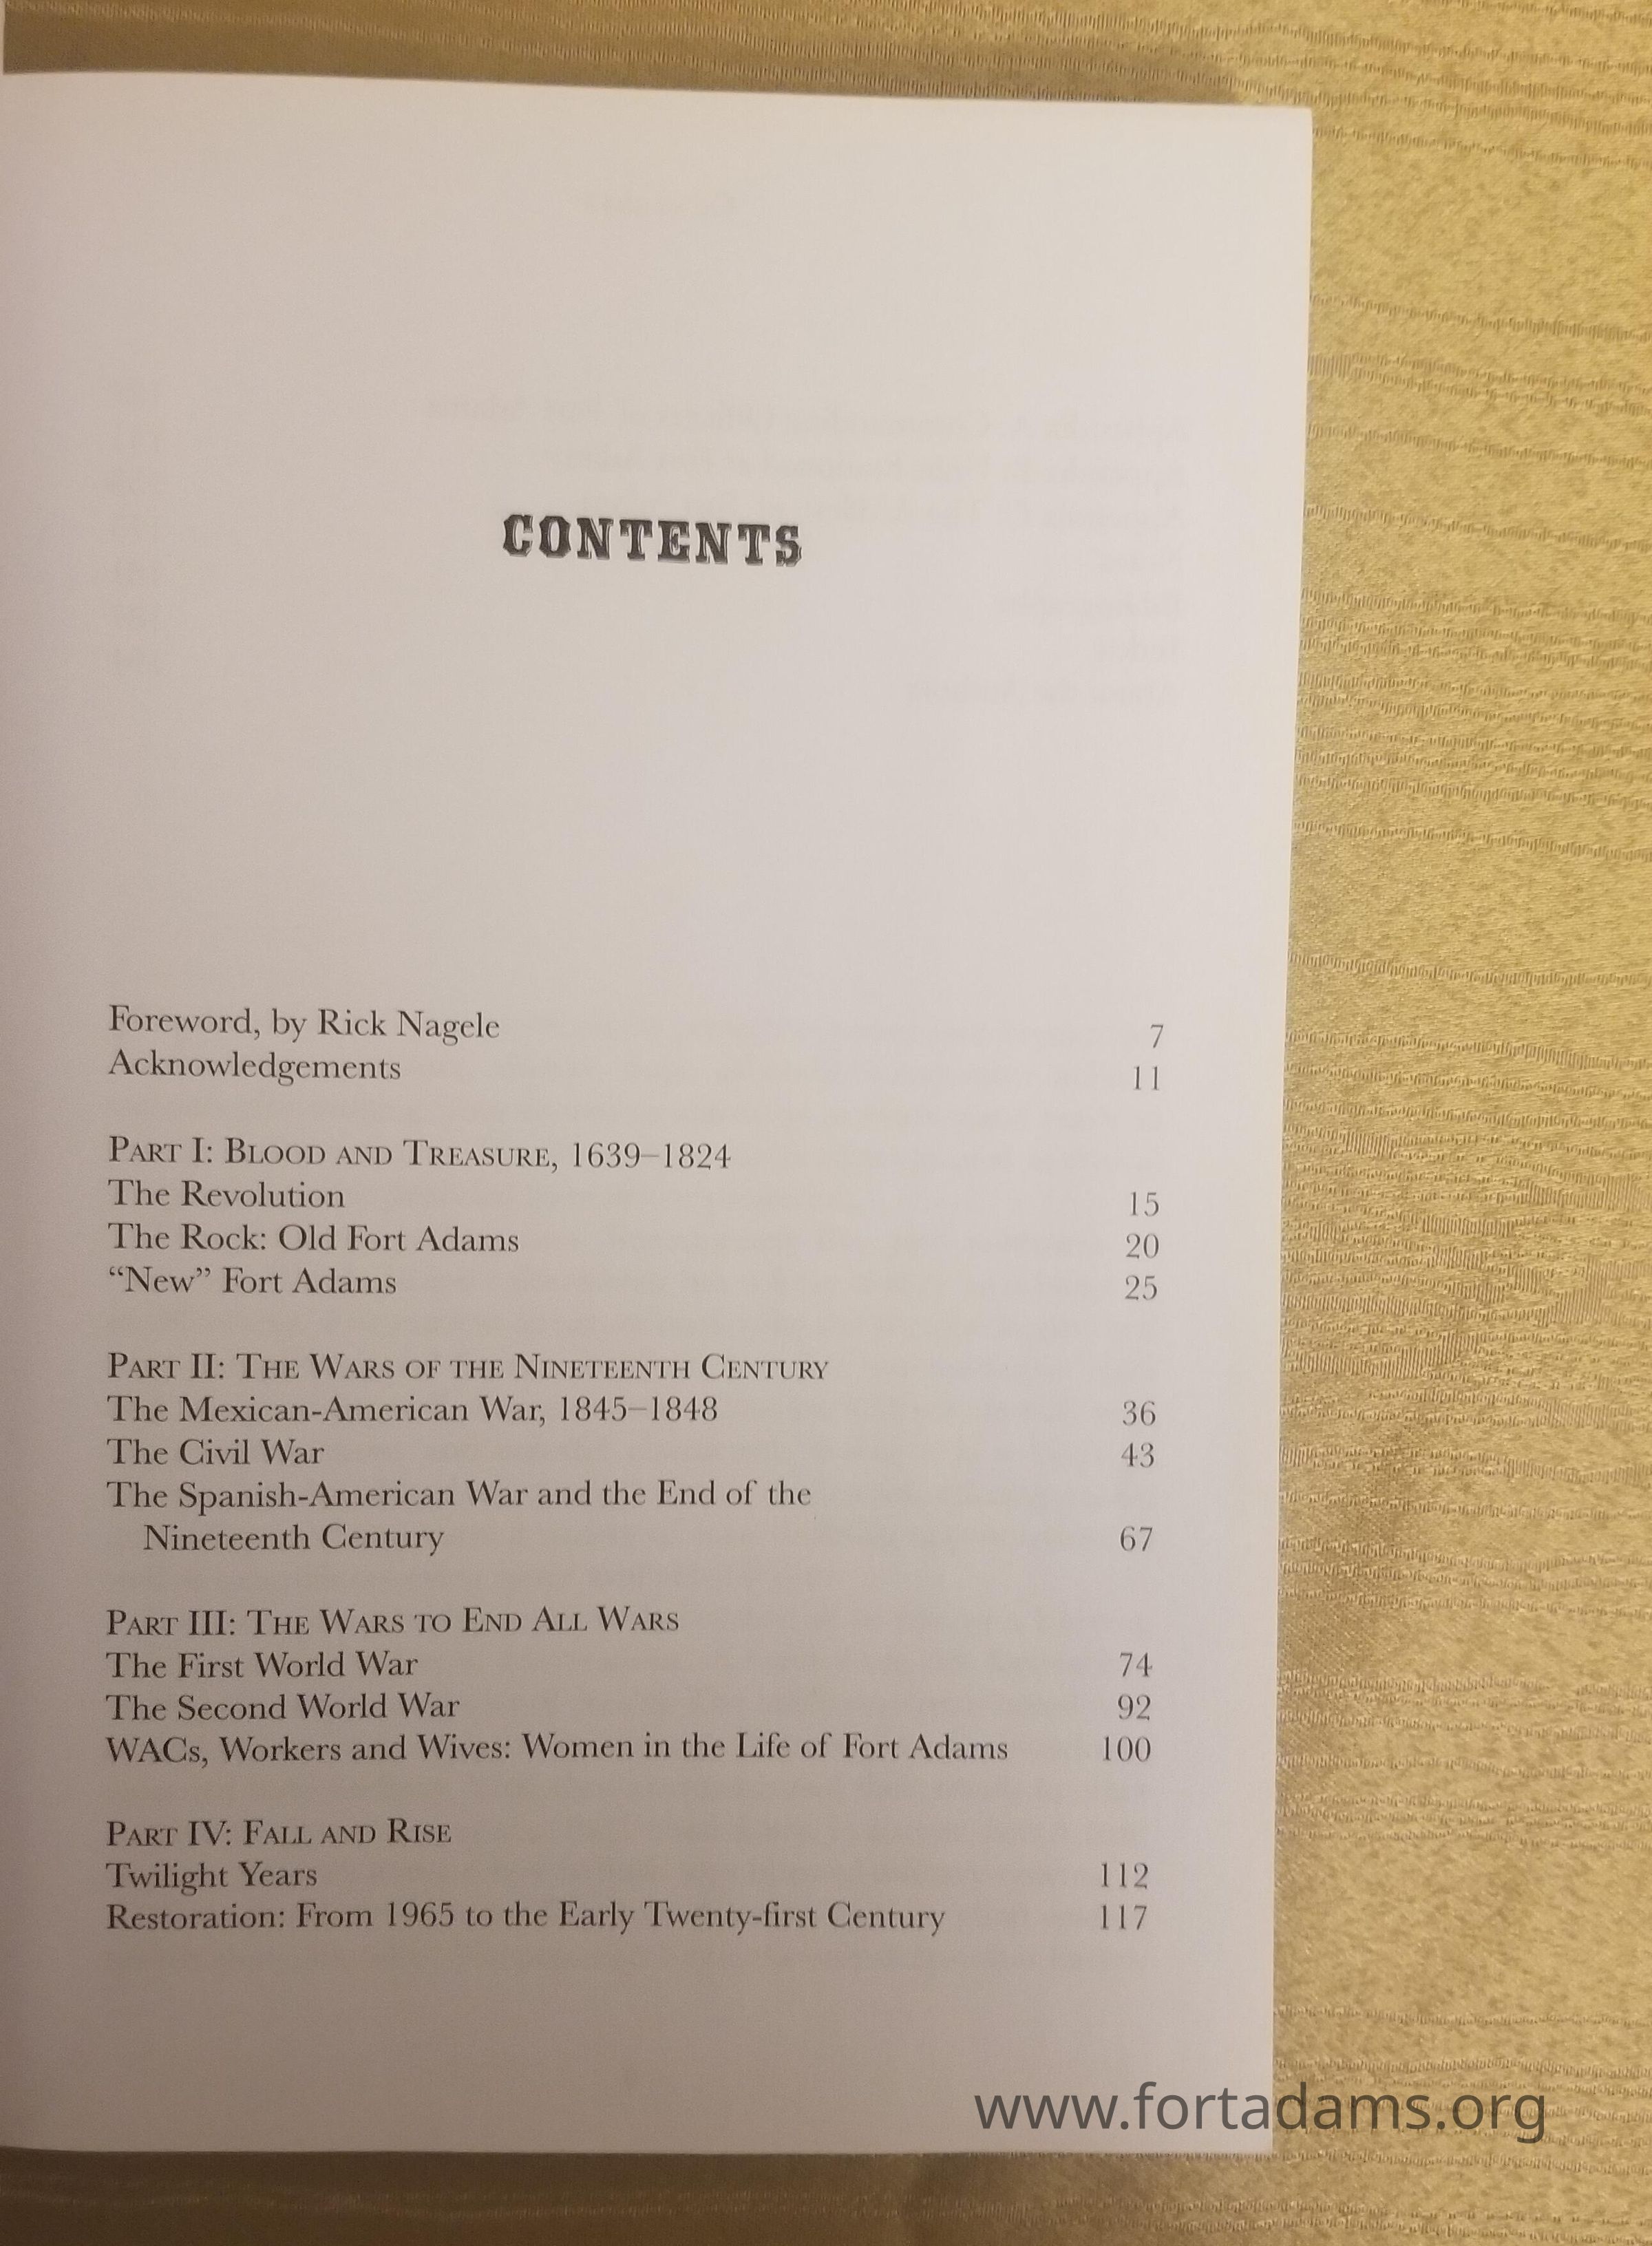 CONTENTS
Foreword, by Rick Nagele 7
Acknowledgements 11
PART I: BLOOD AND TREASURE, 1639–1824
The Revolution 15
The Rock: Old Fort Adams 20
“New” Fort Adams 25
PART II: THE WARS OF THE NINETEENTH CENTURY
The Mexican-American War, 1845–1848 36
The Civil War 43
The Spanish-American War and the End of the
Nineteenth Century 67
PART III: THE WARS TO END ALL WARS
The First World War 74
The Second World War 92
WACs, Workers and Wives: Women in the Life of Fort Adams 100
PART IV: FALL AND RISE
Twilight Years 112
Restoration: From 1965 to the Early Twenty-first Century 117
www.fortadams.org